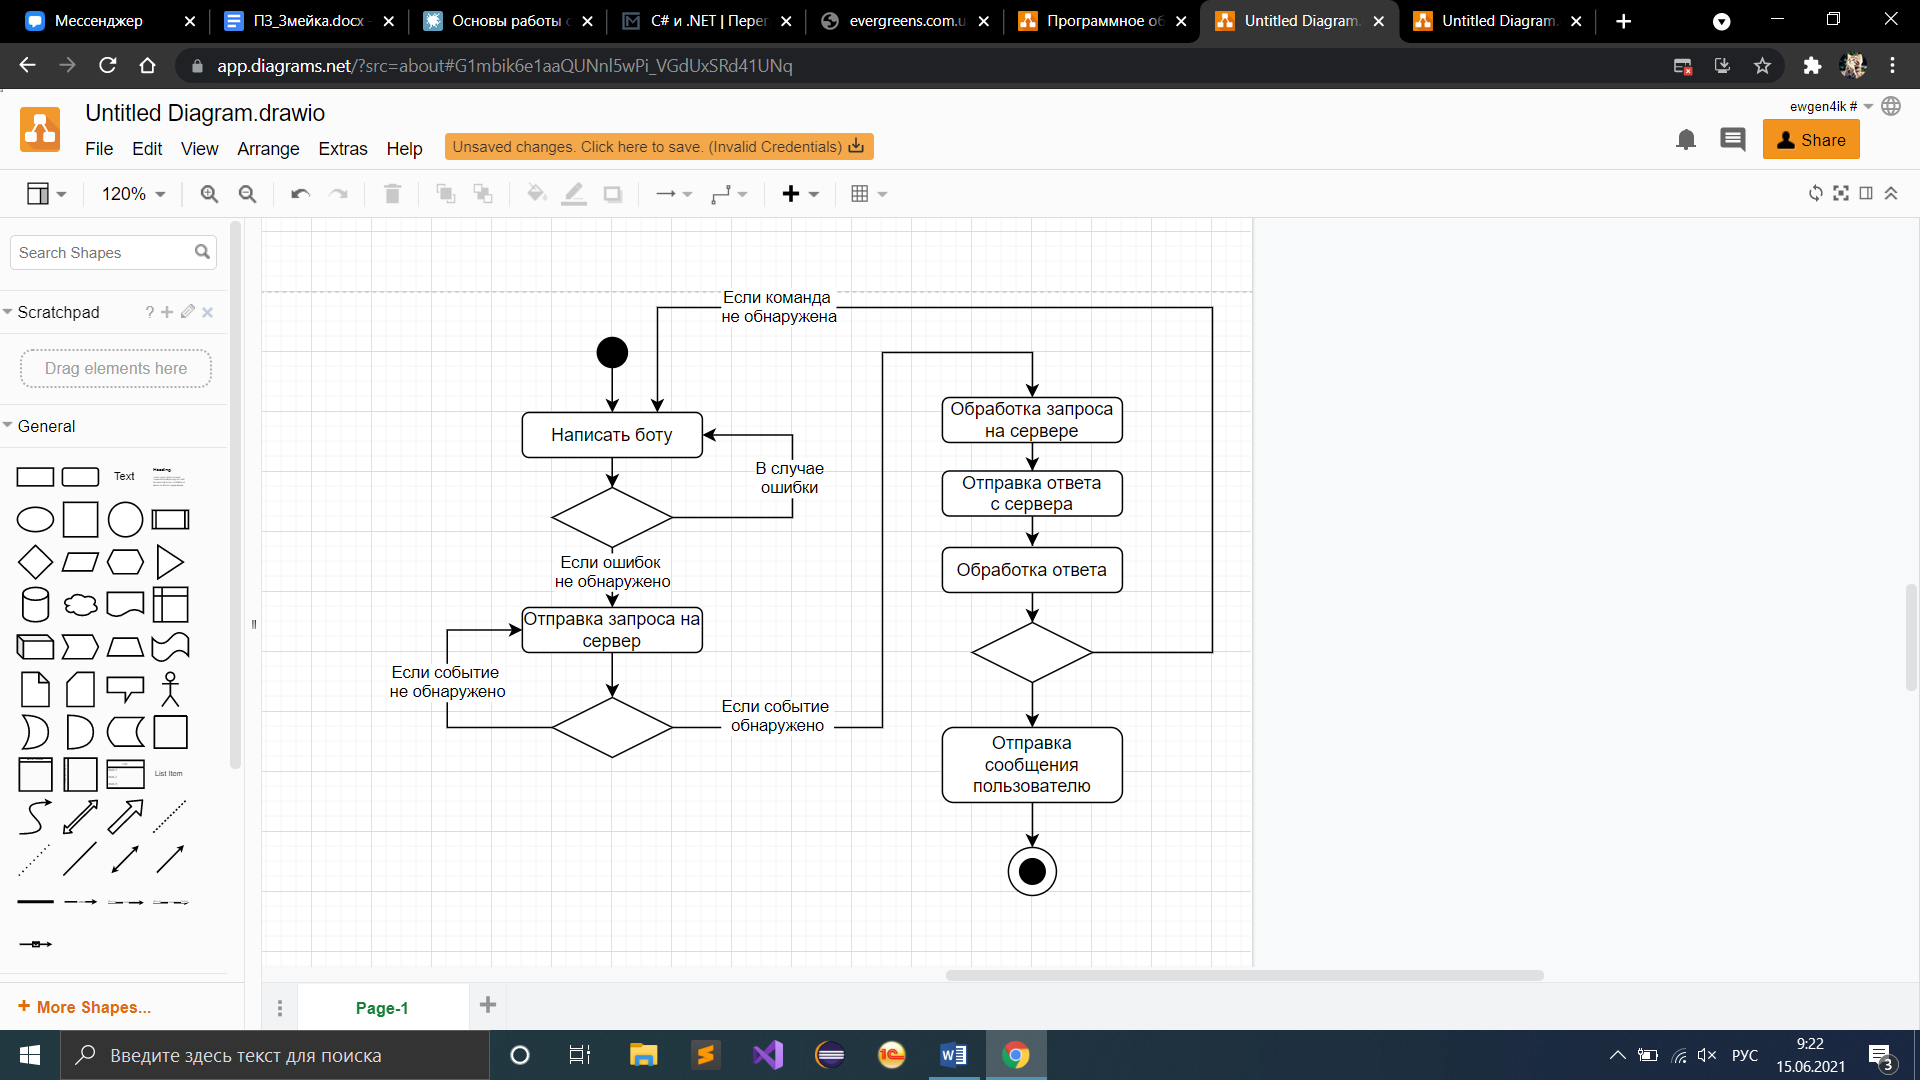 Мессенджер
ПЗ_Змейка.docx
Основы работы с
C# и .NET | Перег
evergreens.com.u
Программное об
Untitled Diagram.
Untitled Diagram.
app.diagrams.net/?src=about#G1mbik6e1aaQUNnl5wPi_VGdUxSRd41UNq
Untitled Diagram.drawio
ewgen4ik #
File Edit View Arrange Extras Help
Unsaved changes. Click here to save. (Invalid Credentials)
Share
120%
Search Shapes
Scratchpad
?
Drag elements here
General
Text
Heading
List Item
+ More Shapes...
Если команда
не обнаружена
Написать боту
В случае
ошибки
Если ошибок
не обнаружено
Отправка запроса на
сервер
Если событие
не обнаружено
Если событие
обнаружено
Обработка запроса
на сервере
Отправка ответа
с сервера
Обработка ответа
Отправка
сообщения
пользователю
Page-1
Введите здесь текст для поиска
РУС
9:22
15.06.2021
3